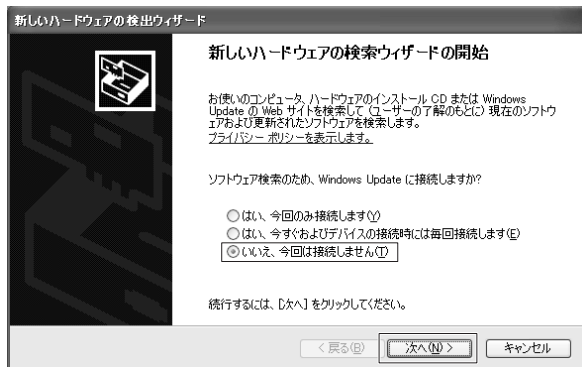 新しいハードウェアの検出ウィザード
新しいハードウェアの検索ウィザードの開始
お使いのコンピュータ、ハードウェアのインストール CD または Windows
Update の Web サイトを検索して (ユーザーの了解のもとに) 現在のソフトウ
ェアおよび更新されたソフトウェアを検索します。
プライバシー ポリシーを表示します。
ソフトウェア検索のため、Windows Update に接続しますか?
はい、今回のみ接続します(Y)
はい、今すぐおよびデバイスの接続時には毎回接続します(E)
いいえ、今回は接続しません(T)
続行するには、[次へ] をクリックしてください。
< 戻る(B)
次へ(N) >
キャンセル